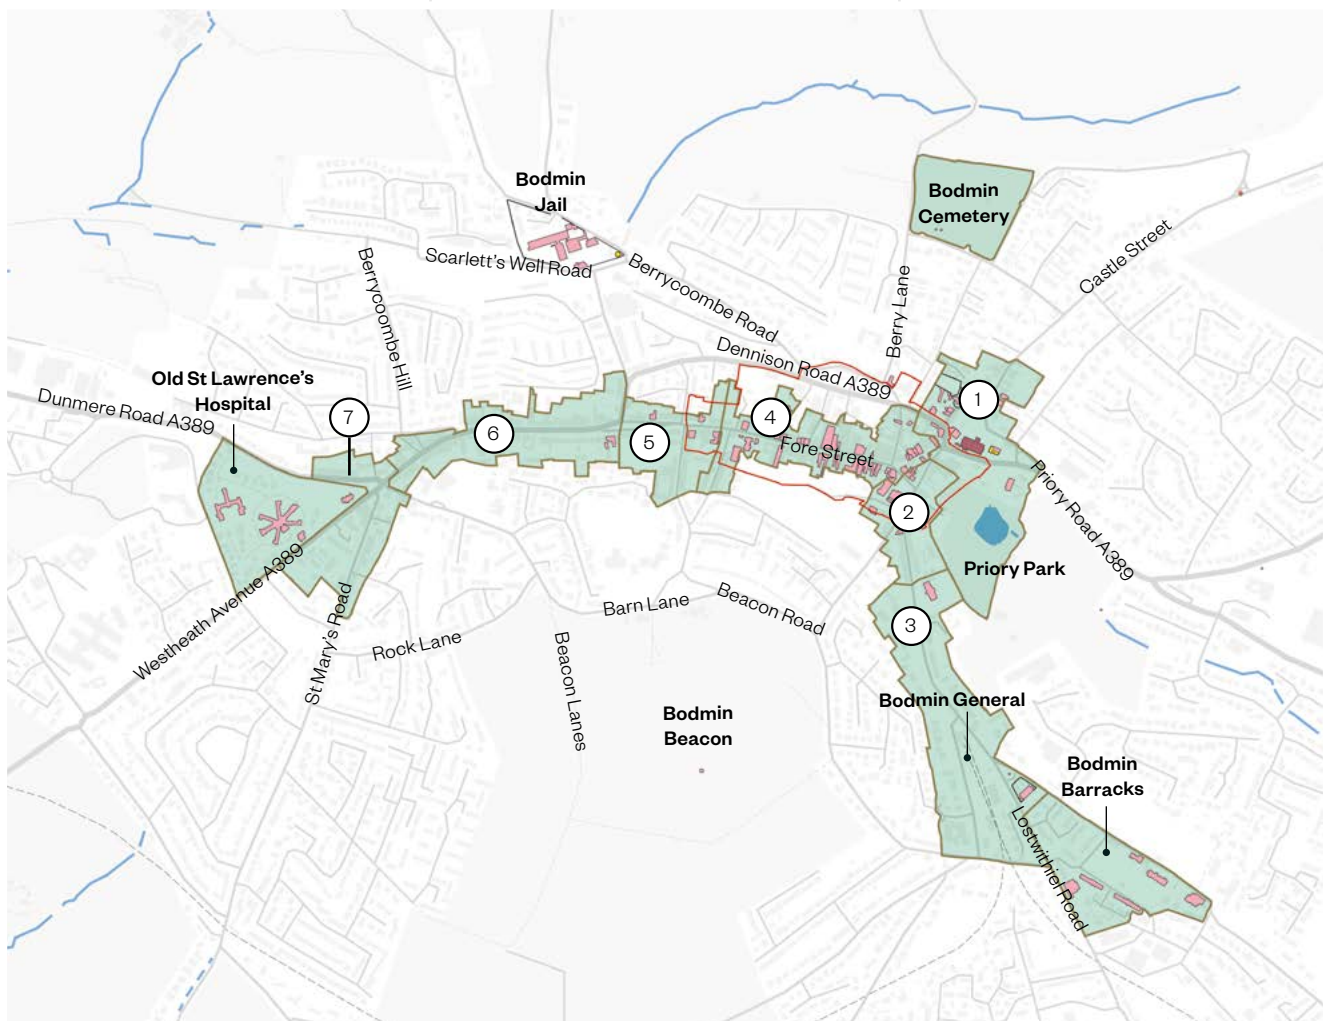 Bodmin
Jail
Bodmin
Cemetery
Castle Street
Scarlett's Well Road
Berrycoombe Road
Berry Lane
Berrycoombe Hill
Dennison Road A389
Old St Lawrence's
Hospital
Dunmere Road A389
7
6
5
4
1
Fore Street
Priory Road A389
2
Priory Park
Westheath Avenue A389
St Mary's Road
Rock Lane
Barn Lane
Beacon Road
3
Beacon Lanes
Bodmin General
Bodmin
Beacon
Bodmin
Barracks
Lostwithiel Road